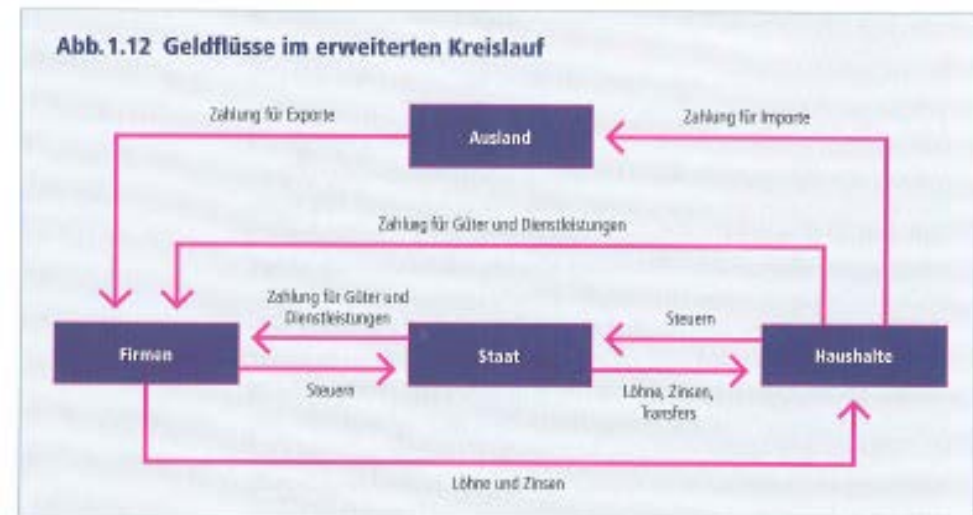 Abb. 1.12 Geldflüsse im erweiterten Kreislauf
Zahlung für Exporte
Ausland
Zahlung für Importe
Zahlung für Güter und Dienstleistungen
Zahlung für Güter und
Dienstleistungen
Steuern
Firmen
Staat
Haushalte
Steuern
Löhne, Zinsen,
Transfers
Löhne und Zinsen